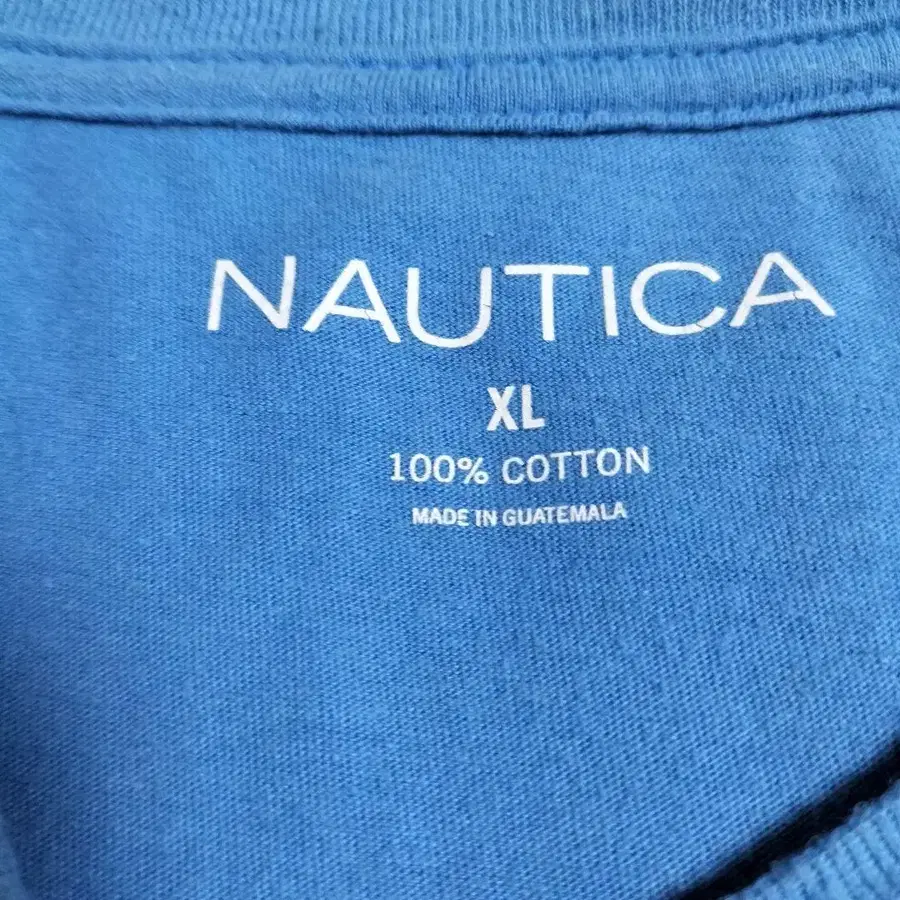 NAUTICA
XL
100% COTTON
MADE IN GUATEMALA